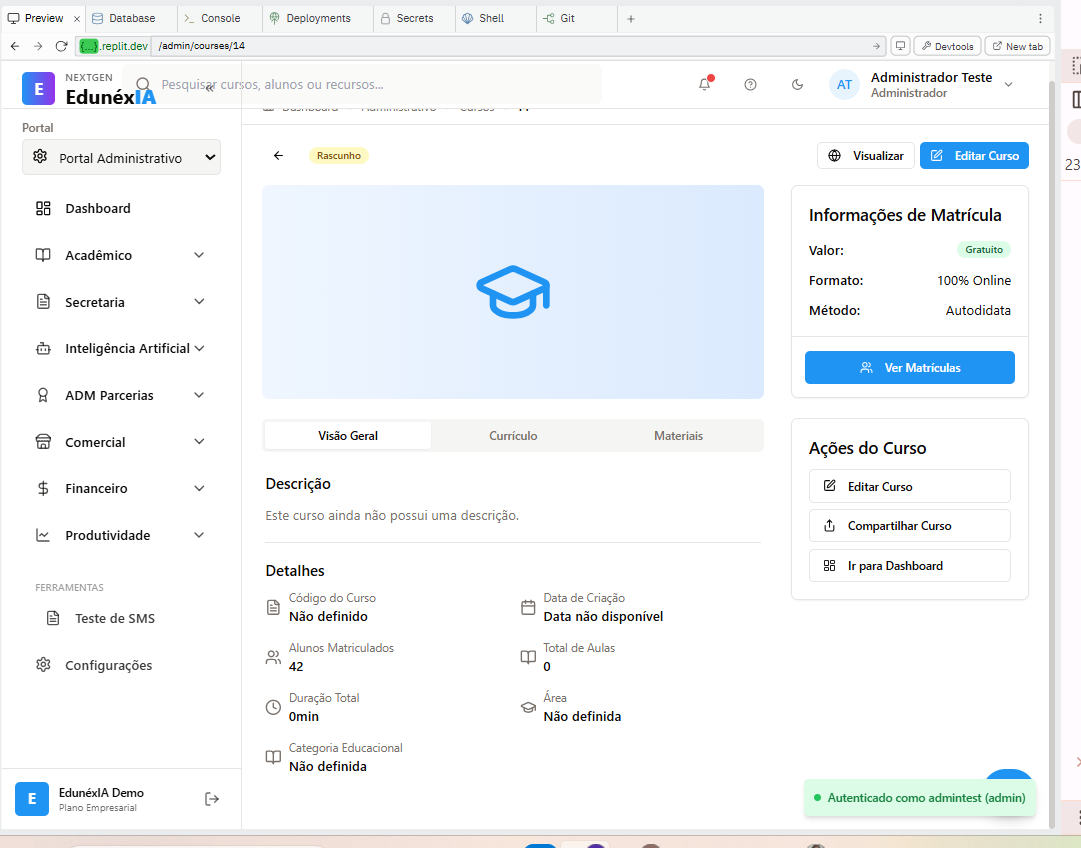 Preview
Database
Console
Deployments
Secrets
Shell
Git
{...}.replit.dev
/admin/courses/14
Devtools
New tab
E
NEXTGEN
EdunéxIA
Pesquisar cursos, alunos ou recursos...
AT
Administrador Teste
Administrador
Dashboard
Administrativo
Cursos
14
23
Portal
Portal Administrativo
Dashboard
Acadêmico
Secretaria
Inteligência Artificial
ADM Parcerias
Comercial
Financeiro
Produtividade
FERRAMENTAS
Teste de SMS
Configurações
E
EdunéxIA Demo
Plano Empresarial
Rascunho
Visualizar
Editar Curso
Visão Geral
Currículo
Materiais
Descrição
Este curso ainda não possui uma descrição.
Detalhes
Código do Curso
Não definido
Data de Criação
Data não disponível
Alunos Matriculados
42
Total de Aulas
0
Duração Total
0min
Área
Não definida
Categoria Educacional
Não definida
Informações de Matrícula
Valor:
Gratuito
Formato:
100% Online
Método:
Autodidata
Ver Matrículas
Ações do Curso
Editar Curso
Compartilhar Curso
Ir para Dashboard
Autenticado como admintest (admin)